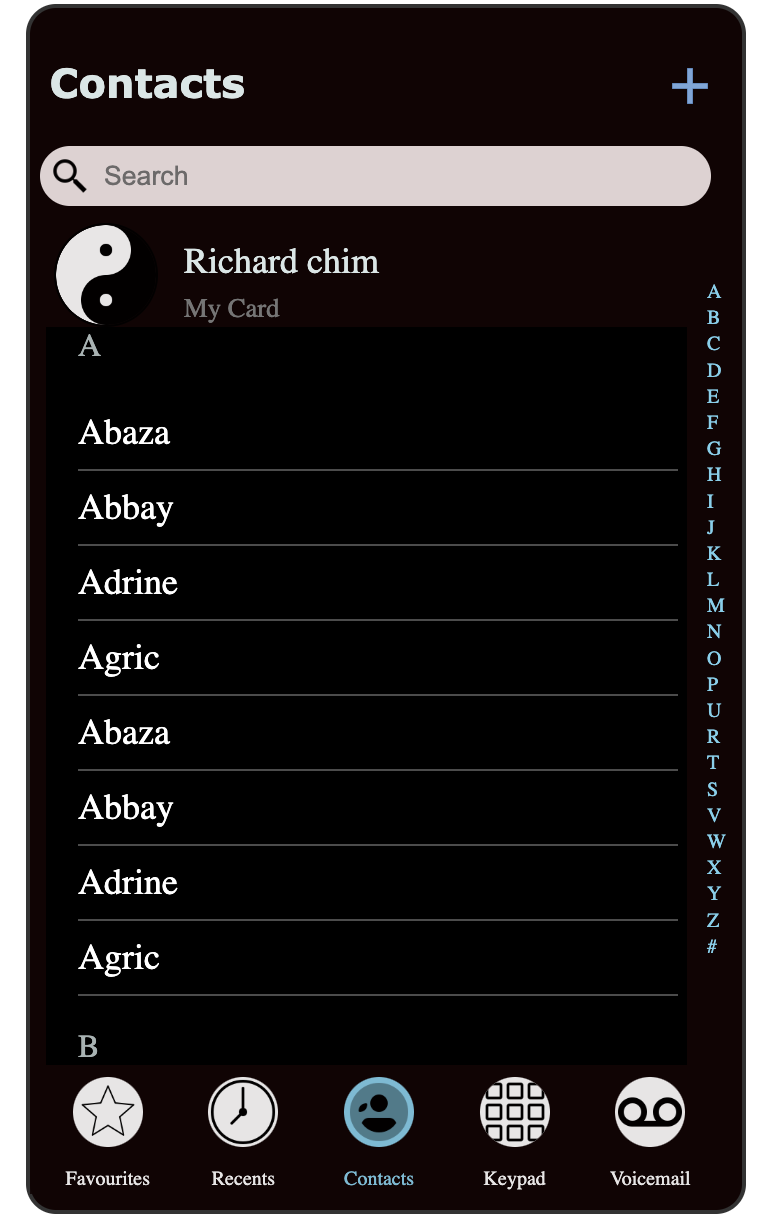 Contacts
+
Search
Richard chim
My Card
A
Abaza
Abbay
Adrine
Agric
Abaza
Abbay
Adrine
Agric
B
A
B
C
D
E
F
G
H
I
J
K
L
M
N
O
P
U
R
T
S
V
W
X
Y
Z
#
Favourites Recents Contacts Keypad Voicemail